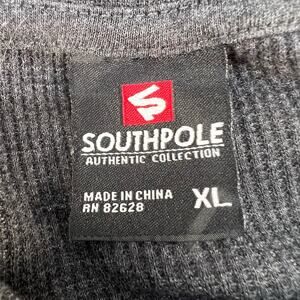 SOUTHPOLE
AUTHENTIC COLLECTION
MADE IN CHINA XL
RN 82628